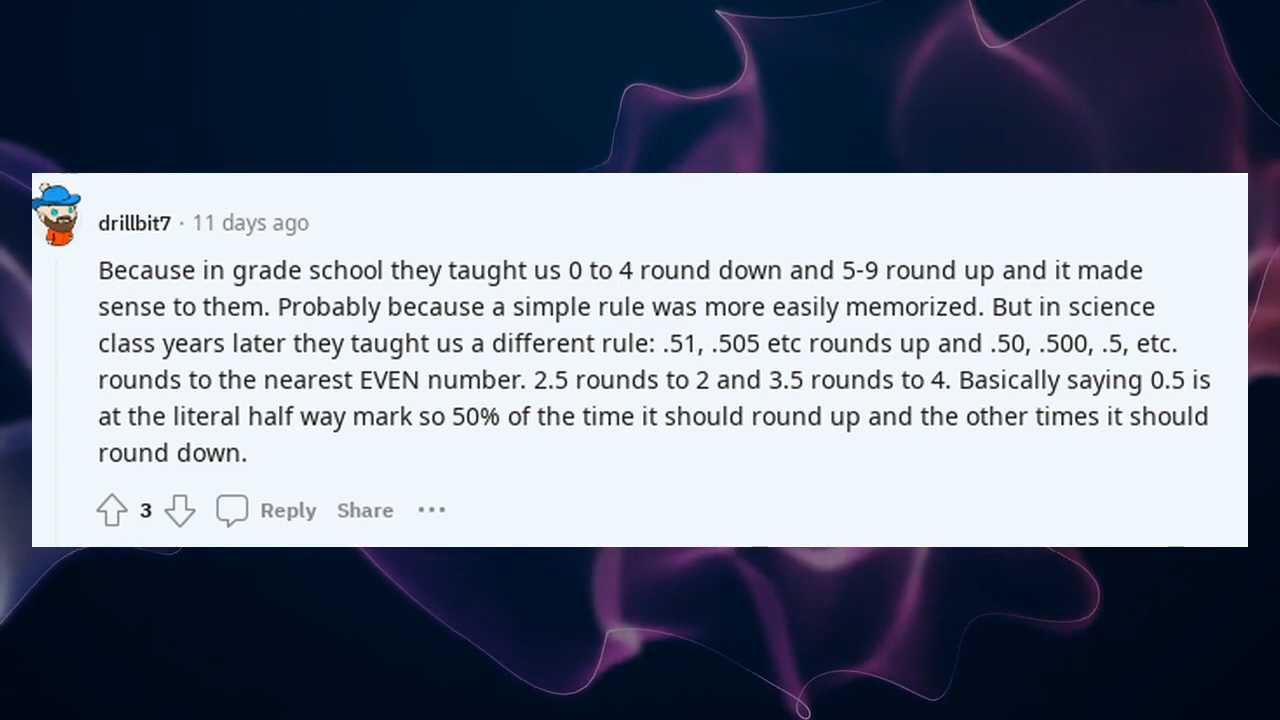 drillbit7 · 11 days ago
Because in grade school they taught us 0 to 4 round down and 5-9 round up and it made
sense to them. Probably because a simple rule was more easily memorized. But in science
class years later they taught us a different rule: .51, .505 etc rounds up and .50, .500, .5, etc.
rounds to the nearest EVEN number. 2.5 rounds to 2 and 3.5 rounds to 4. Basically saying 0.5 is
at the literal half way mark so 50% of the time it should round up and the other times it should
round down.
3 Reply Share ···